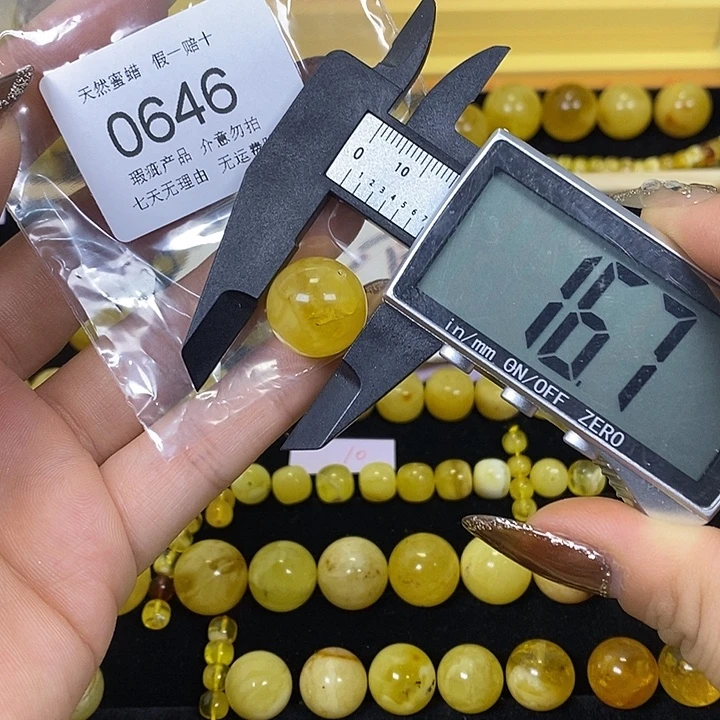 天然蜜蜡 假一赔十
0646
瑕疵产品 介意勿拍
七天无理由 无运费
0 10
1 2 3 4 5 6 7
16.7
in/mm ON/OFF ZERO
10